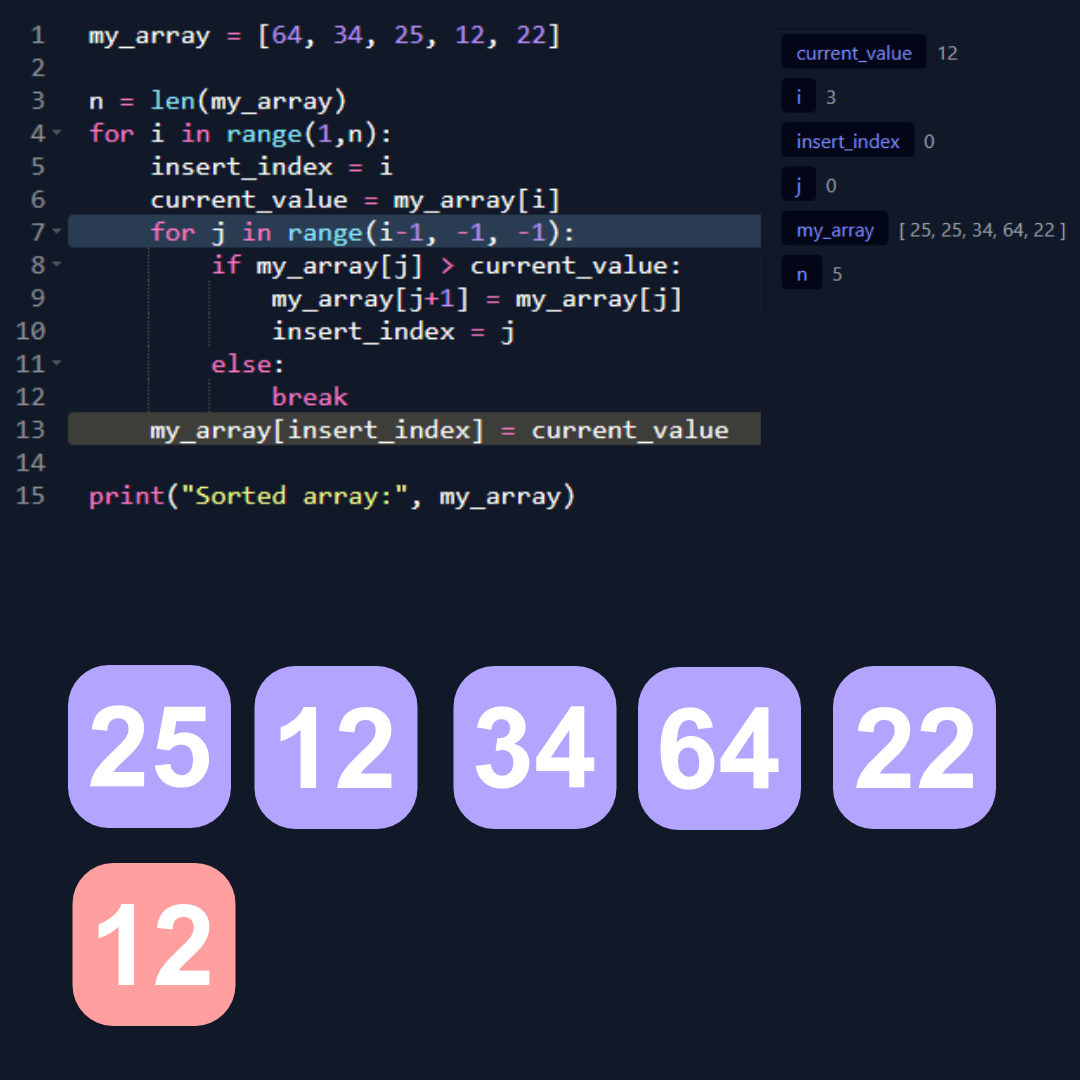 1 my_array = [64, 34, 25, 12, 22]
2
3 n = len(my_array)
4 for i in range(1,n):
5     insert_index = i
6     current_value = my_array[i]
7     for j in range(i-1, -1, -1):
8         if my_array[j] > current_value:
9             my_array[j+1] = my_array[j]
10             insert_index = j
11         else:
12             break
13     my_array[insert_index] = current_value
14
15 print("Sorted array:", my_array)
current_value 12
i 3
insert_index 0
j 0
my_array [ 25, 25, 34, 64, 22 ]
n 5
25 12 34 64 22
12